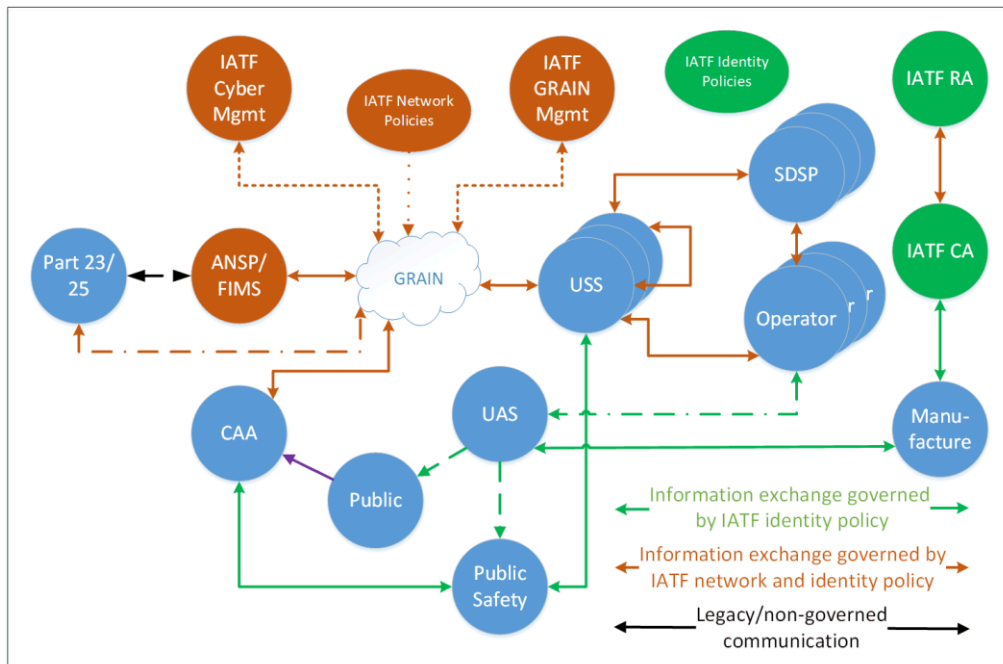 IATF
Cyber
Mgmt
IATF Network
Policies
IATF
GRAIN
Mgmt
IATF Identity
Policies
IATF RA
SDSP
Part 23/
25
ANSP/
FIMS
GRAIN
USS
IATF CA
Operator
r
CAA
UAS
Manu-
facture
Public
Public
Safety
Information exchange governed
by IATF identity policy
Information exchange governed by
IATF network and identity policy
Legacy/non-governed
communication